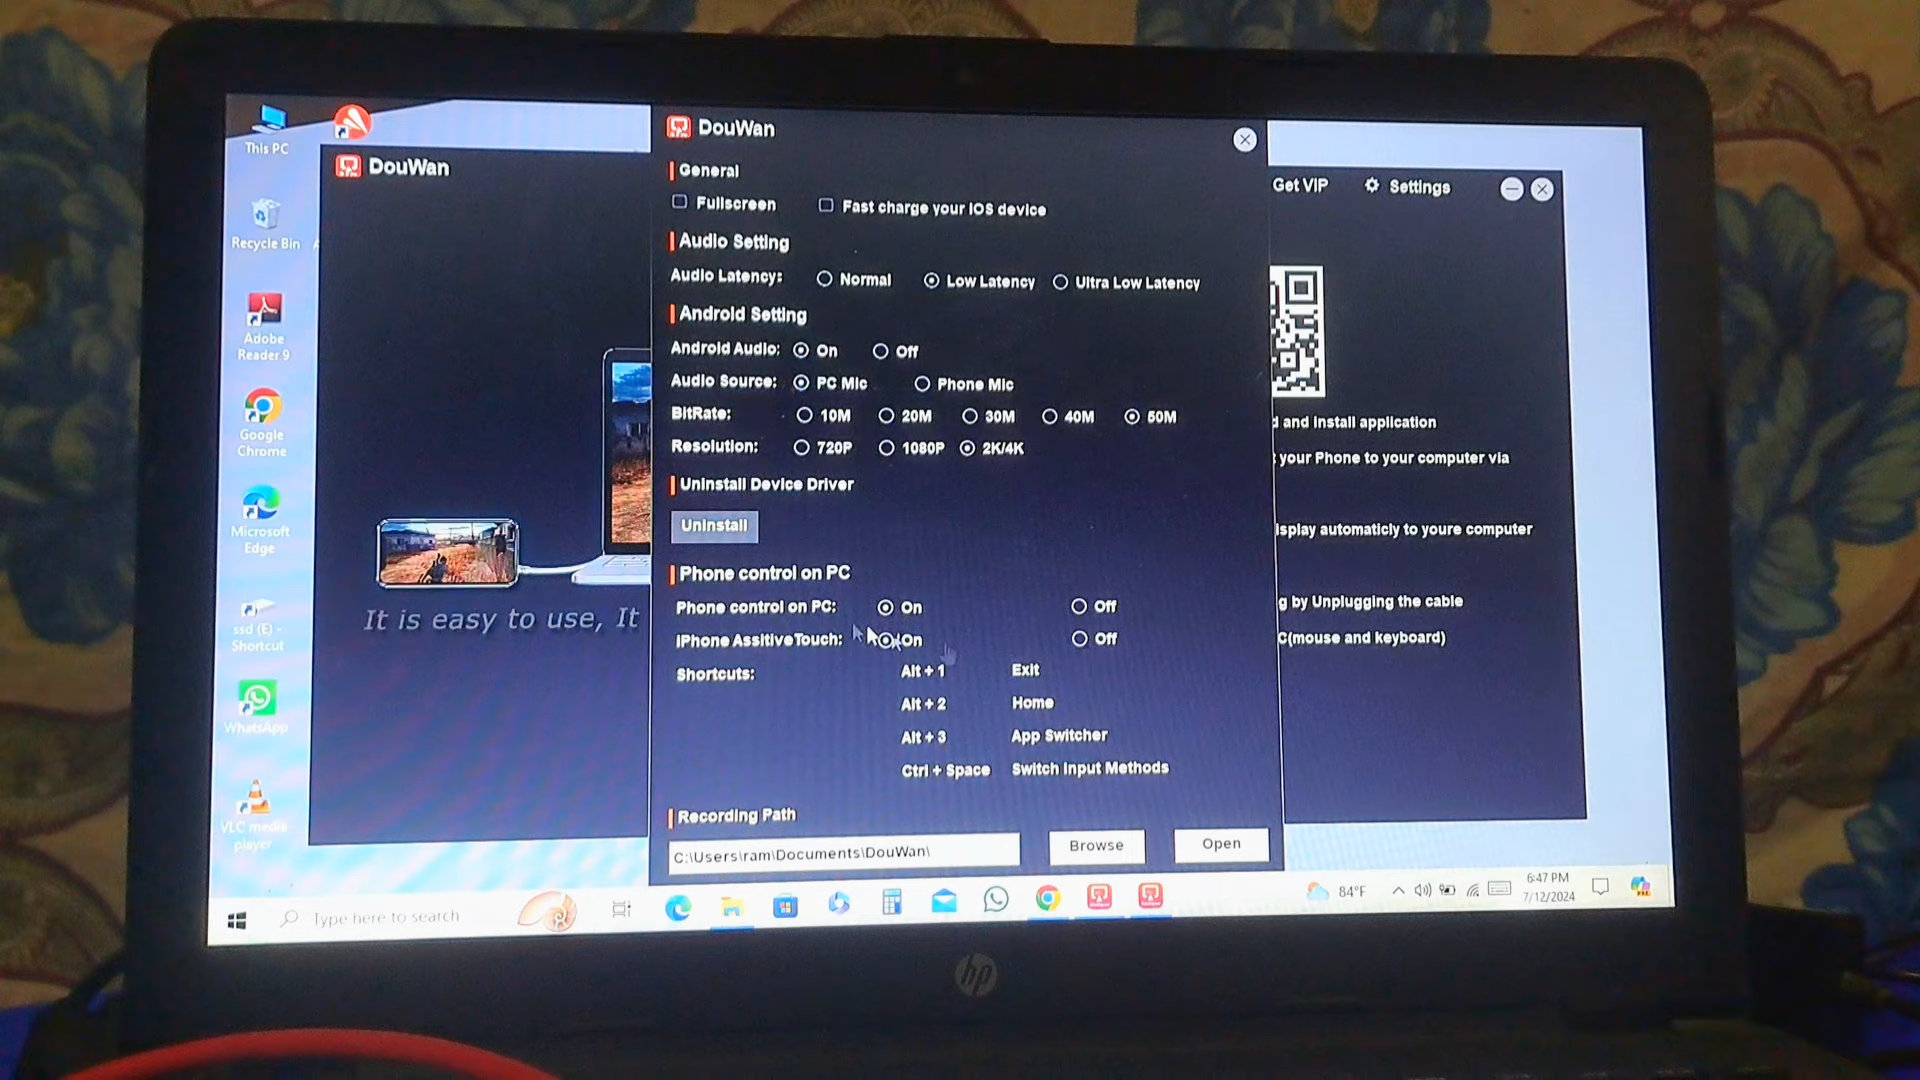 This PC
Recycle Bin
Adobe
Reader 9
Google
Chrome
Microsoft
Edge
ssd (E) -
Shortcut
WhatsApp
VLC media
player
DouWan
It is easy to use, It
DouWan
General
Fullscreen
Fast charge your IOS device
Audio Setting
Audio Latency: Normal Low Latency Ultra Low Latency
Android Setting
Android Audio: On Off
Audio Source: PC Mic Phone Mic
BitRate: 10M 20M 30M 40M 50M
Resolution: 720P 1080P 2K/4K
Uninstall Device Driver
Uninstall
Phone control on PC
Phone control on PC: On Off
IPhone AssitiveTouch: On Off
Shortcuts: Alt + 1 Exit
Alt + 2 Home
Alt + 3 App Switcher
Ctrl + Space Switch Input Methods
Recording Path
C:\Users\ram\Documents\DouWan\ Browse Open
Get VIP Settings
and Install application
your Phone to your computer via
isplay automaticly to youre computer
g by Unplugging the cable
C(mouse and keyboard)
Type here to search
84°F
6:47 PM
7/12/2024
hp